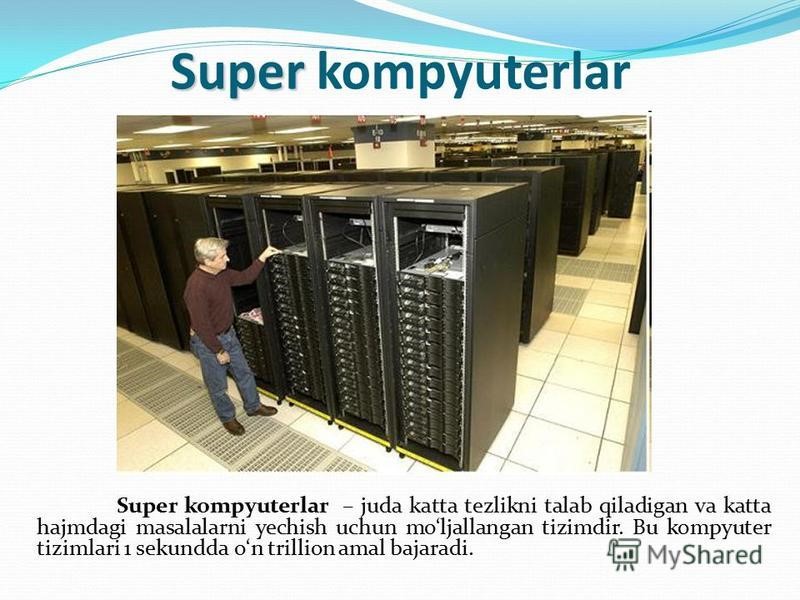 Super kompyuterlar
Super kompyuterlar – juda katta tezlikni talab qiladigan va katta
hajmdagi masalalarni yechish uchun mo‘ljallangan tizimdir. Bu kompyuter
tizimlari 1 sekundda o‘n trillion amal bajaradi.
MyShared